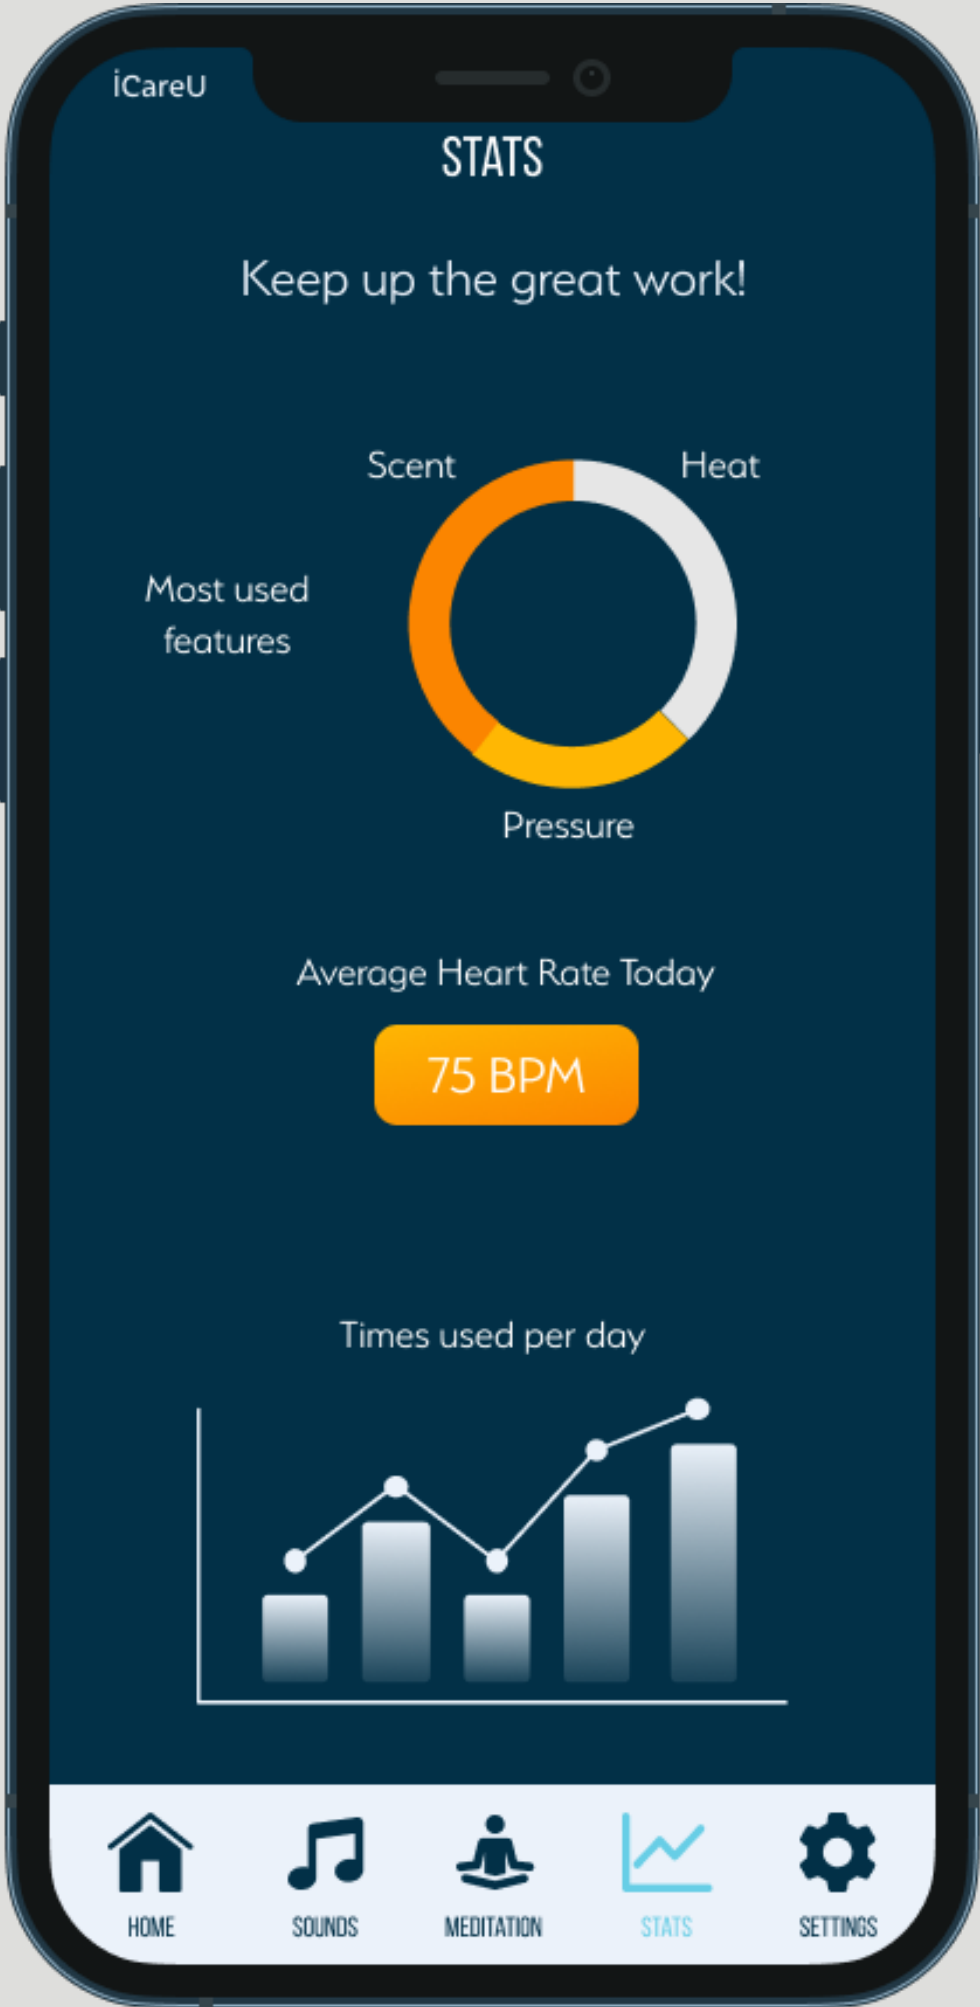 iCareU
STATS
Keep up the great work!
Scent
Heat
Most used
features
Pressure
Average Heart Rate Today
75 BPM
Times used per day
HOME
SOUNDS
MEDITATION
STATS
SETTINGS